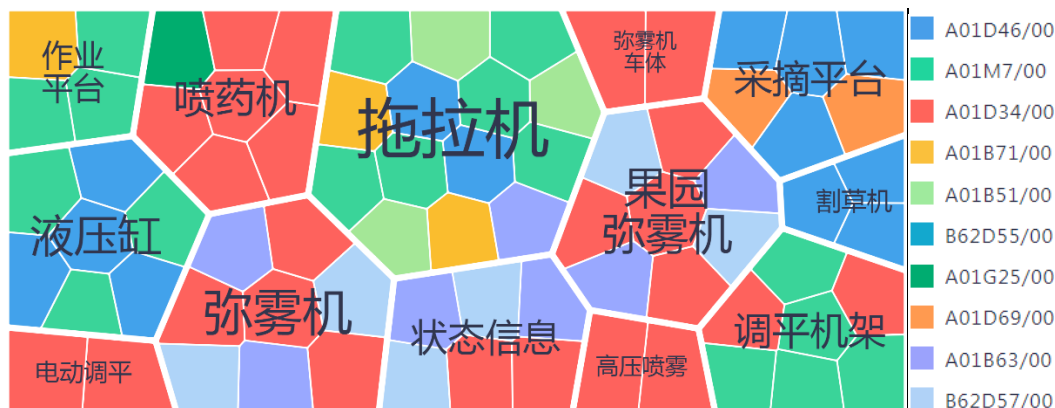 作业
平台
喷药机
拖拉机
弥雾机
车体
采摘平台
液压缸
果园
弥雾机
割草机
弥雾机
状态信息
调平机架
电动调平
高压喷雾
A01D46/00
A01M7/00
A01D34/00
A01B71/00
A01B51/00
B62D55/00
A01G25/00
A01D69/00
A01B63/00
B62D57/00